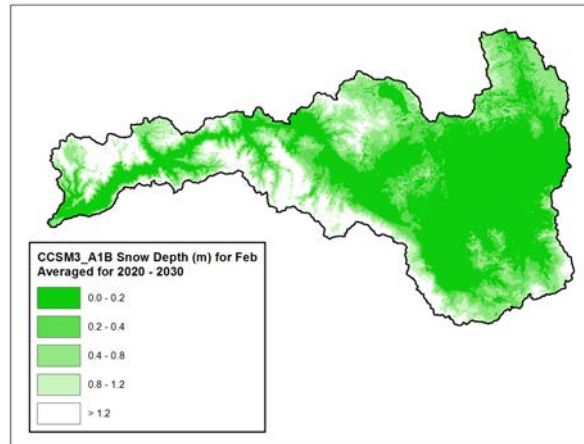 CCSM3_A1B Snow Depth (m) for Feb
Averaged for 2020 - 2030
0.0 - 0.2
0.2 - 0.4
0.4 - 0.8
0.8 - 1.2
> 1.2